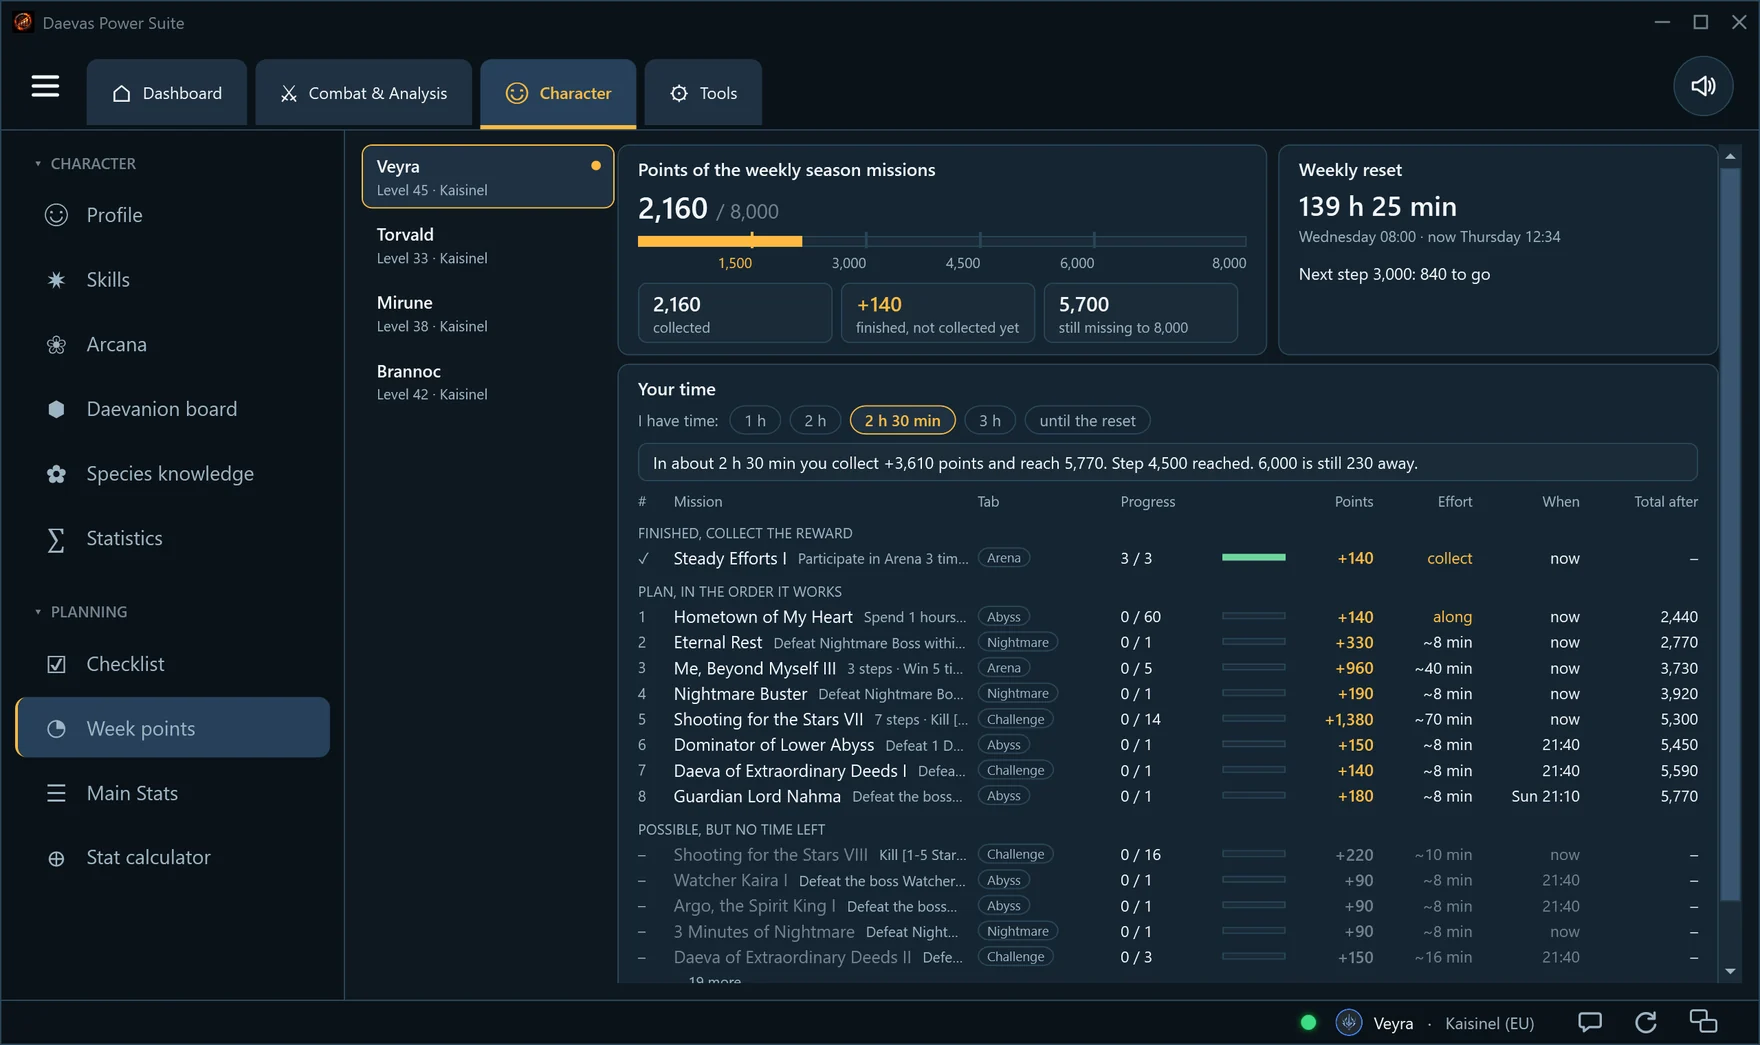 Daevas Power Suite
Dashboard
Combat & Analysis
Character
Tools
CHARACTER
Profile
Skills
Arcana
Daevanion board
Species knowledge
Statistics
PLANNING
Checklist
Week points
Main Stats
Stat calculator
Veyra
Level 45 · Kaisinel
Torvald
Level 33 · Kaisinel
Mirune
Level 38 · Kaisinel
Brannoc
Level 42 · Kaisinel
Points of the weekly season missions
2,160 / 8,000
1,500 3,000 4,500 6,000 8,000
2,160
collected
+140
finished, not collected yet
5,700
still missing to 8,000
Weekly reset
139 h 25 min
Wednesday 08:00 · now Thursday 12:34
Next step 3,000: 840 to go
Your time
I have time: 1 h 2 h 2 h 30 min 3 h until the reset
In about 2 h 30 min you collect +3,610 points and reach 5,770. Step 4,500 reached. 6,000 is still 230 away.
# Mission Tab Progress Points Effort When Total after
FINISHED, COLLECT THE REWARD
✓ Steady Efforts I Participate in Arena 3 tim... Arena 3 / 3 +140 collect now –
PLAN, IN THE ORDER IT WORKS
1 Hometown of My Heart Spend 1 hours... Abyss 0 / 60 +140 along now 2,440
2 Eternal Rest Defeat Nightmare Boss withi... Nightmare 0 / 1 +330 ~8 min now 2,770
3 Me, Beyond Myself III 3 steps · Win 5 ti... Arena 0 / 5 +960 ~40 min now 3,730
4 Nightmare Buster Defeat Nightmare Bo... Nightmare 0 / 1 +190 ~8 min now 3,920
5 Shooting for the Stars VII 7 steps · Kill [... Challenge 0 / 14 +1,380 ~70 min now 5,300
6 Dominator of Lower Abyss Defeat 1 D... Abyss 0 / 1 +150 ~8 min 21:40 5,450
7 Daeva of Extraordinary Deeds I Defea... Challenge 0 / 1 +140 ~8 min 21:40 5,590
8 Guardian Lord Nahma Defeat the boss... Abyss 0 / 1 +180 ~8 min Sun 21:10 5,770
POSSIBLE, BUT NO TIME LEFT
– Shooting for the Stars VIII Kill [1-5 Star... Challenge 0 / 16 +220 ~10 min now –
– Watcher Kaira I Defeat the boss Watcher... Abyss 0 / 1 +90 ~8 min 21:40 –
– Argo, the Spirit King I Defeat the boss... Abyss 0 / 1 +90 ~8 min 21:40 –
– 3 Minutes of Nightmare Defeat Night... Nightmare 0 / 1 +90 ~8 min now –
– Daeva of Extraordinary Deeds II Defe... Challenge 0 / 3 +150 ~16 min 21:40 –
19 more
Veyra · Kaisinel (EU)